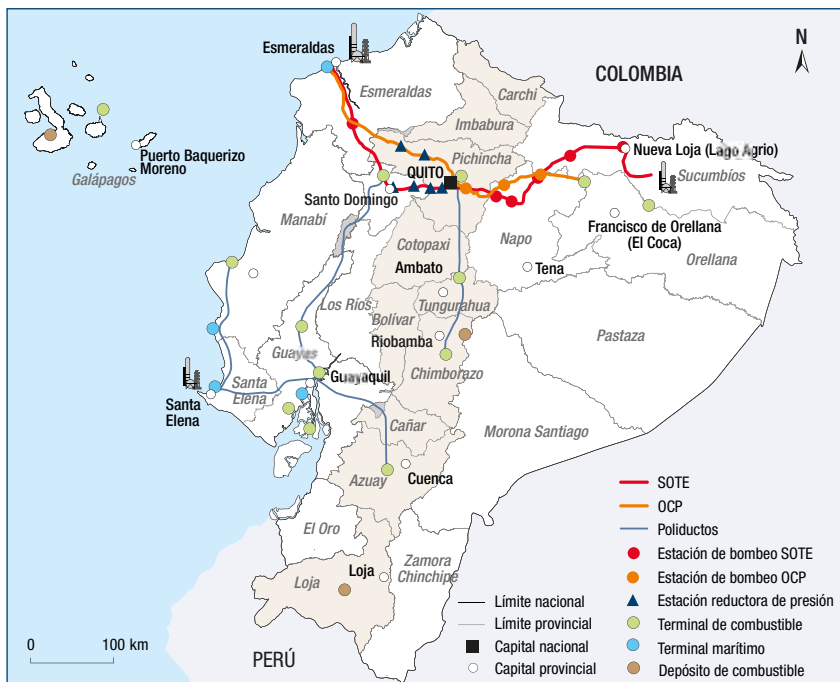 N
COLOMBIA
Esmeraldas
Esmeraldas
Carchi
Imbabura
Pichincha
QUITO
Nueva Loja (Lago Agrio)
Sucumbíos
Puerto Baquerizo
Moreno
Galápagos
Santo Domingo
Manabí
Francisco de Orellana
(El Coca)
Orellana
Cotopaxi
Napo
Tena
Ambato
Tungurahua
Los Ríos
Bolívar
Riobamba
Pastaza
Guayas
Chimborazo
Guayaquil
Santa
Elena
Santa
Elena
Cañar
Morona Santiago
Azuay
Cuenca
El Oro
Loja
Loja
Zamora
Chinchipe
PERÚ
0
100 km
Límite nacional
Límite provincial
Capital nacional
Capital provincial
SOTE
OCP
Poliductos
Estación de bombeo SOTE
Estación de bombeo OCP
Estación reductora de presión
Terminal de combustible
Terminal marítimo
Depósito de combustible